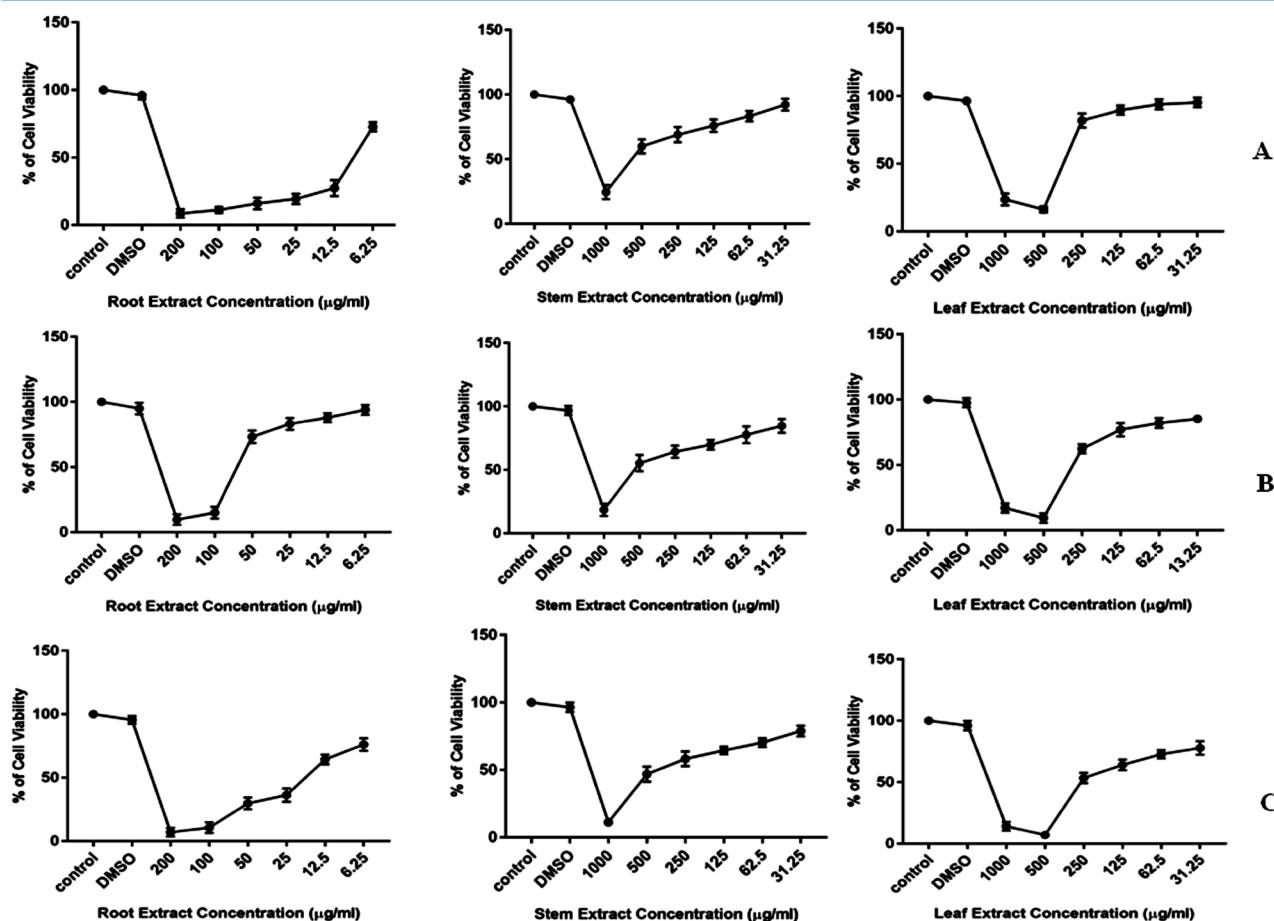 150
100
50
0
% of Cell Viability
control
DMSO
200
100
50
25
12.5
6.25
Root Extract Concentration (µg/ml)
150
100
50
0
% of Cell Viability
control
DMSO
1000
500
250
125
62.5
31.25
Stem Extract Concentration (µg/ml)
150
100
50
0
% of Cell Viability
control
DMSO
1000
500
250
125
62.5
31.25
Leaf Extract Concentration (µg/ml)
A
150
100
50
0
% of Cell Viability
control
DMSO
200
100
50
25
12.5
6.25
Root Extract Concentration (µg/ml)
150
100
50
0
% of Cell Viability
control
DMSO
1000
500
250
125
62.5
31.25
Stem Extract Concentration (µg/ml)
150
100
50
0
% of Cell Viability
control
DMSO
1000
500
250
125
62.5
13.25
Leaf Extract Concentration (µg/ml)
B
150
100
50
0
% of Cell Viability
control
DMSO
200
100
50
25
12.5
6.25
Root Extract Concentration (µg/ml)
150
100
50
0
% of Cell Viability
control
DMSO
1000
500
250
125
62.5
31.25
Stem Extract Concentration (µg/ml)
150
100
50
0
% of Cell Viability
control
DMSO
1000
500
250
125
62.5
31.25
Leaf Extract Concentration (µg/ml)
C